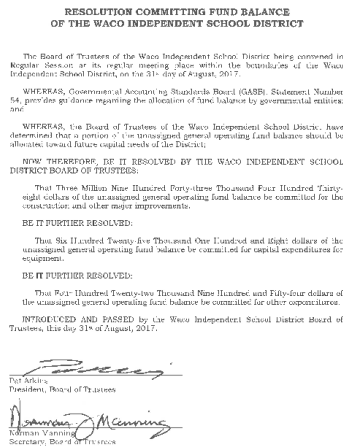 RESOLUTION COMMITTING FUND BALANCE
OF THE WACO INDEPENDENT SCHOOL DISTRICT
The Board of Trustees of the Waco Independent School District being convened in
Regular Session at its regular meeting place within the boundaries of the Waco
Independent School District, on the 31st day of August, 2017.
WHEREAS, Governmental Accounting Standards Board (GASB), Statement Number
54, provides guidance regarding the allocation of fund balance by governmental entities;
and
WHEREAS, the Board of Trustees of the Waco Independent School District have
determined that a portion of the unassigned general operating fund balance should be
allocated toward future capital needs of the District;
NOW THEREFORE, BE IT RESOLVED BY THE WACO INDEPENDENT SCHOOL
DISTRICT BOARD OF TRUSTEES:
That Three Million Nine Hundred Forty-three Thousand Four Hundred Thirty-
eight dollars of the unassigned general operating fund balance be committed for the
construction and other major improvements.
BE IT FURTHER RESOLVED:
That Six Hundred Twenty-five Thousand One Hundred and Eight dollars of the
unassigned general operating fund balance be committed for capital expenditures for
equipment.
BE IT FURTHER RESOLVED:
That Four Hundred Twenty-two Thousand Nine Hundred and Fifty-four dollars of
the unassigned general operating fund balance be committed for other expenditures.
INTRODUCED AND PASSED by the Waco Independent School District Board of
Trustees, this day 31st of August, 2017.
Pat Atkins
President, Board of Trustees
Norman Manning
Norman Manning
Secretary, Board of Trustees